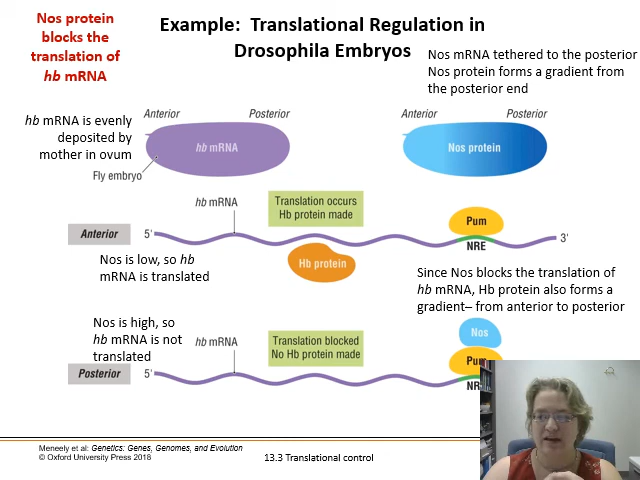 Nos protein
blocks the
translation of
hb mRNA
Example:  Translational Regulation in
Drosophila Embryos
Nos mRNA tethered to the posterior
Nos protein forms a gradient from
the posterior end
hb mRNA is evenly
deposited by
mother in ovum
Anterior
Posterior
hb mRNA
Fly embryo
Anterior
Posterior
Nos protein
hb mRNA
Translation occurs
Hb protein made
Pum
Anterior
5'
NRE
3'
Hb protein
Nos is low, so hb
mRNA is translated
Since Nos blocks the translation of
hb mRNA, Hb protein also forms a
gradient– from anterior to posterior
Nos is high, so
hb mRNA is not
translated
hb mRNA
Translation blocked
No Hb protein made
Nos
Pum
Posterior
5'
Meneely et al: Genetics: Genes, Genomes, and Evolution
© Oxford University Press 2018
13.3 Translational control